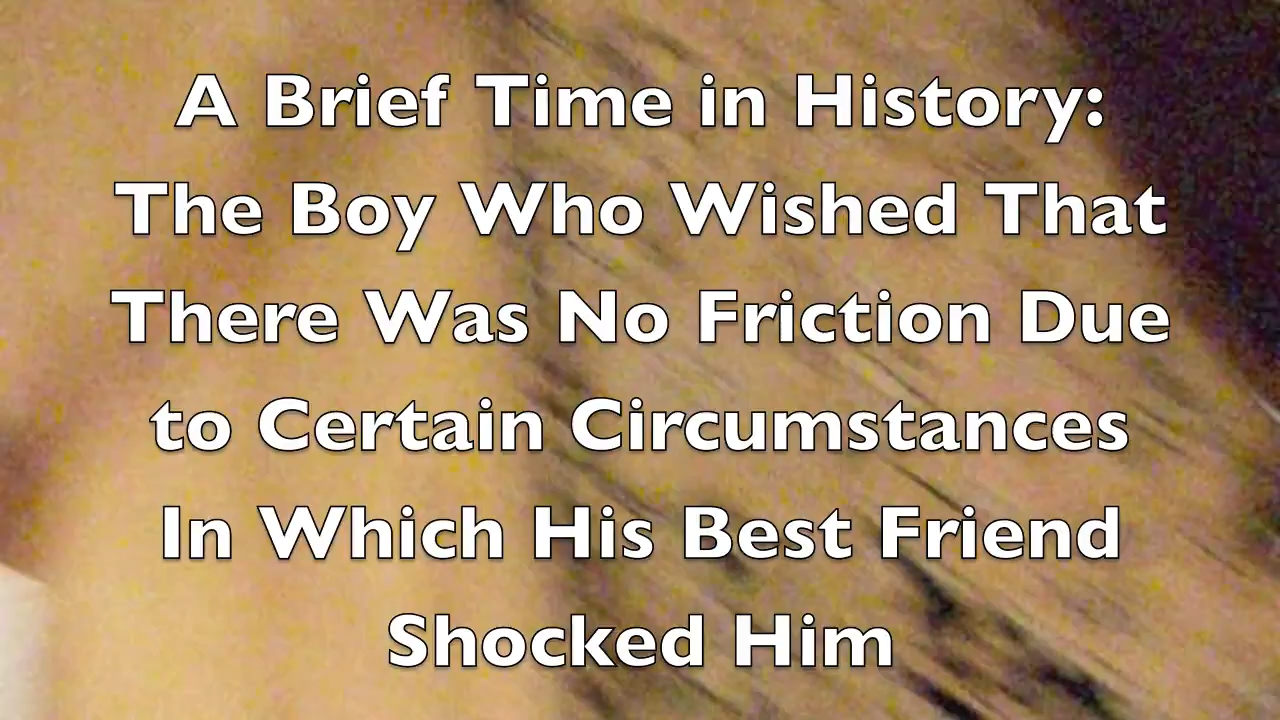 A Brief Time in History:
The Boy Who Wished That
There Was No Friction Due
to Certain Circumstances
In Which His Best Friend
Shocked Him